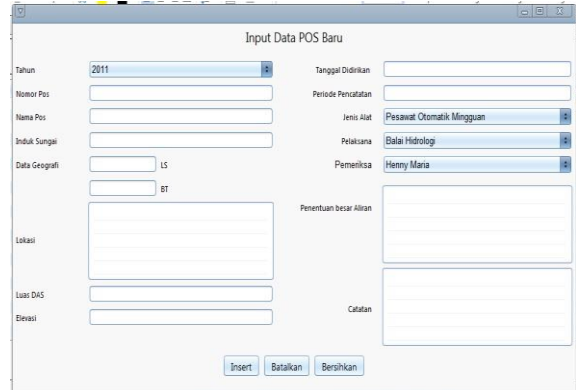 Input Data POS Baru
Tahun
2011
Nomor Pos
Nama Pos
Induk Sungai
Data Geografi
LS
BT
Lokasi
Luas DAS
Elevasi
Tanggal Didirikan
Periode Pencatatan
Jenis Alat
Pesawat Otomatik Mingguan
Pelaksana
Balai Hidrologi
Pemeriksa
Henny Maria
Penentuan besar Aliran
Catatan
Insert
Batalkan
Bersihkan